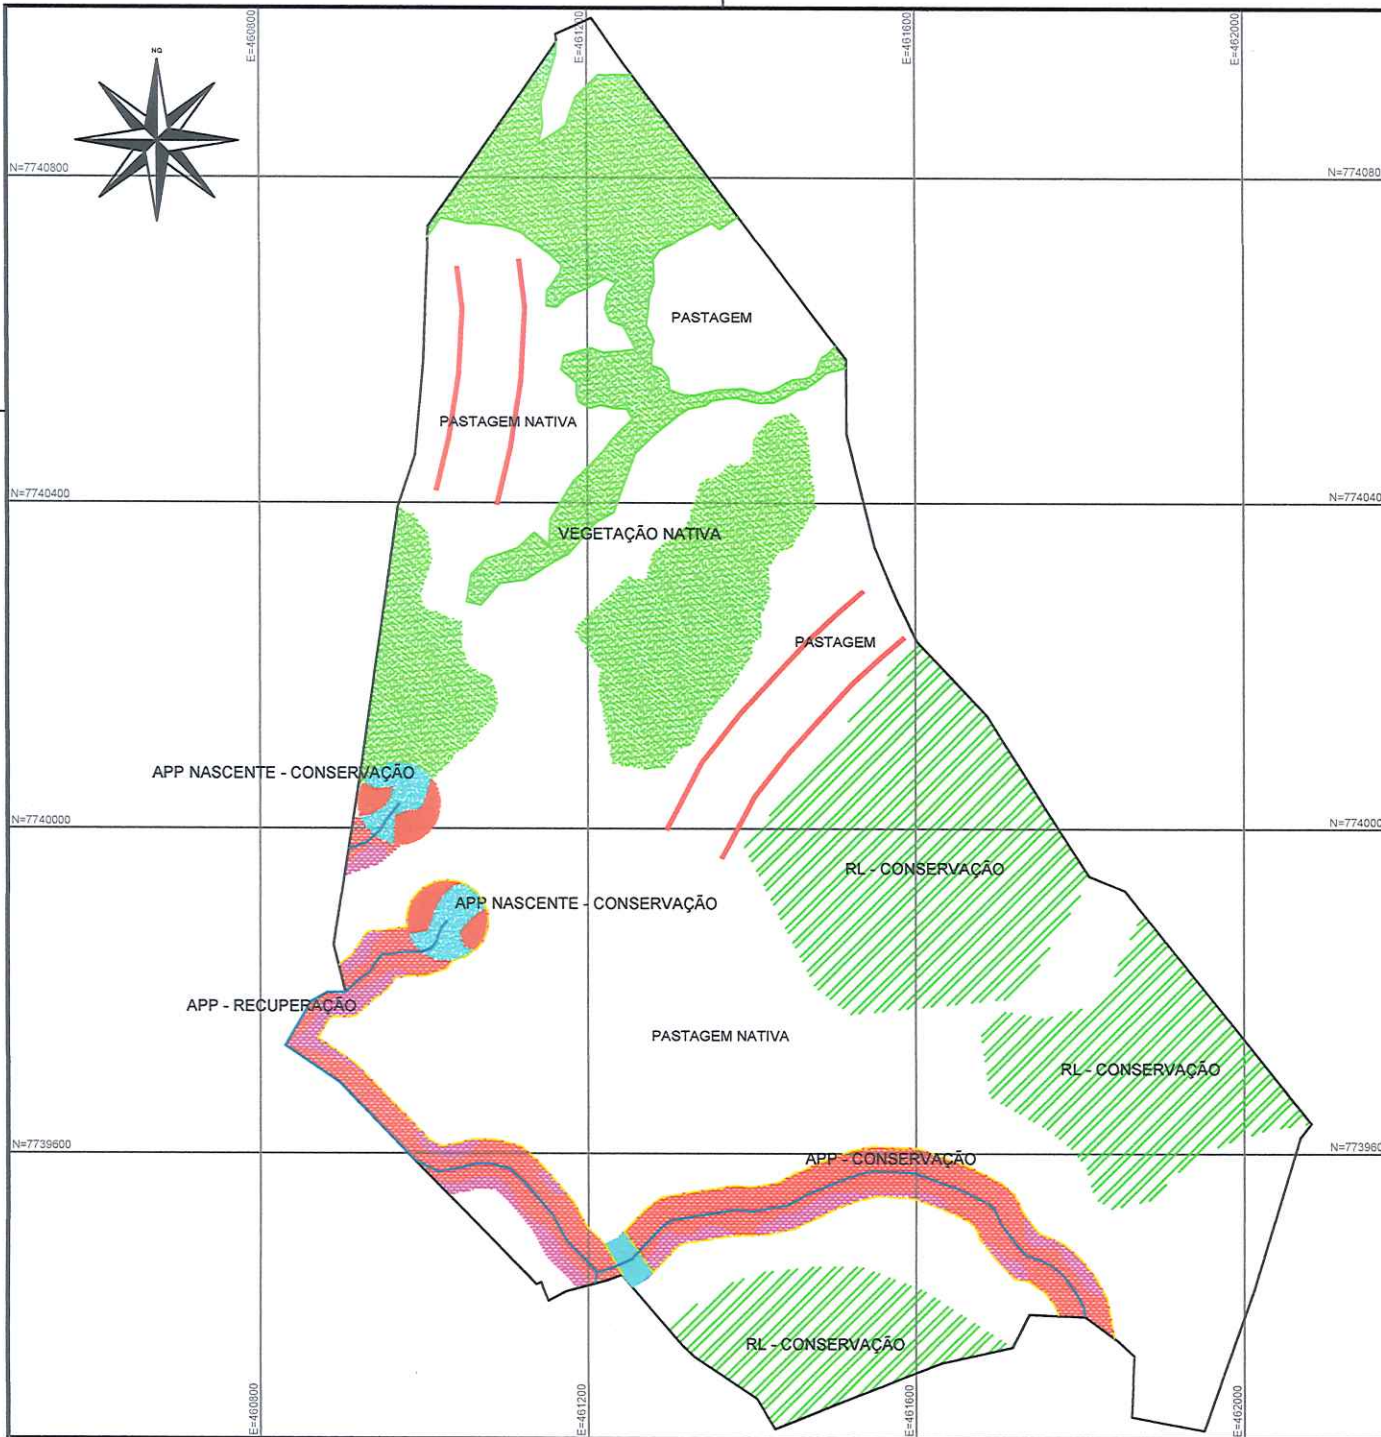 E=460800
E=461200
E=461600
E=462000
NG
N=7740800
N=774080
PASTAGEM
PASTAGEM NATIVA
N=7740400
N=774040
VEGETAÇÃO NATIVA
PASTAGEM
APP NASCENTE - CONSERVAÇÃO
N=7740000
N=774000
RL - CONSERVAÇÃO
APP NASCENTE - CONSERVAÇÃO
APP - RECUPERAÇÃO
PASTAGEM NATIVA
RL - CONSERVAÇÃO
N=7739600
N=773960
APP - CONSERVAÇÃO
RL - CONSERVAÇÃO
E=460800
E=461200
E=461600
E=462000